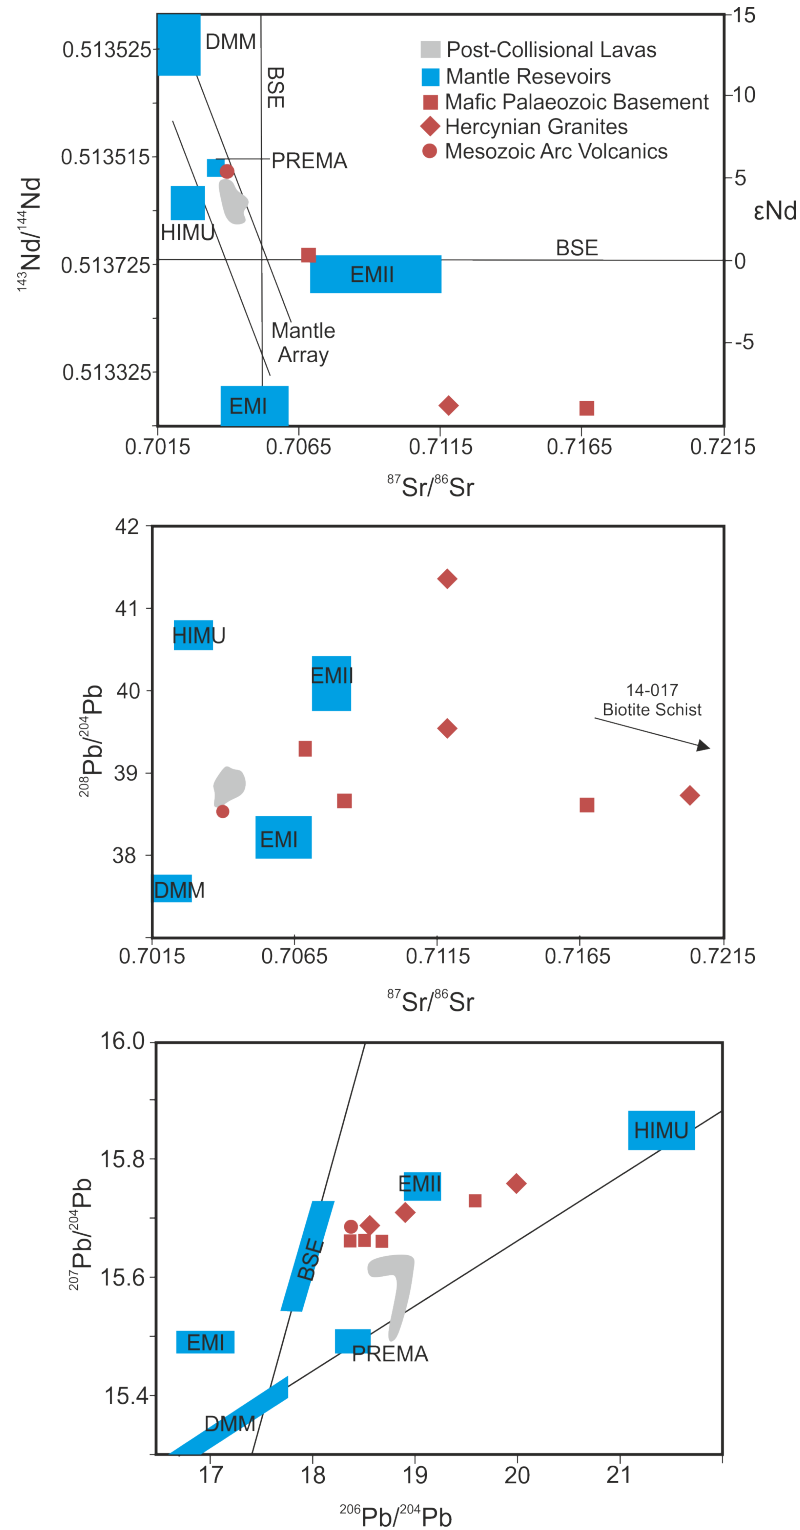 15
0.513525
DMM
BSE
Post-Collisional Lavas
Mantle Resevoirs
10
Mafic Palaeozoic Basement
Hercynian Granites
Mesozoic Arc Volcanics
0.513515
PREMA
5
¹⁴³Nd/¹⁴⁴Nd
εNd
HIMU
BSE
0.513725
EMII
0
Mantle
Array
-5
0.513325
EMI
0.7015
0.7065
0.7115
0.7165
0.7215
⁸⁷Sr/⁸⁶Sr
42
41
HIMU
EMII
40
14-017
Biotite Schist
²⁰⁸Pb/²⁰⁴Pb
39
EMI
38
DMM
0.7015
0.7065
0.7115
0.7165
0.7215
⁸⁷Sr/⁸⁶Sr
16.0
HIMU
15.8
EMII
²⁰⁷Pb/²⁰⁴Pb
BSE
15.6
EMI
PREMA
15.4
DMM
17
18
19
20
21
²⁰⁶Pb/²⁰⁴Pb